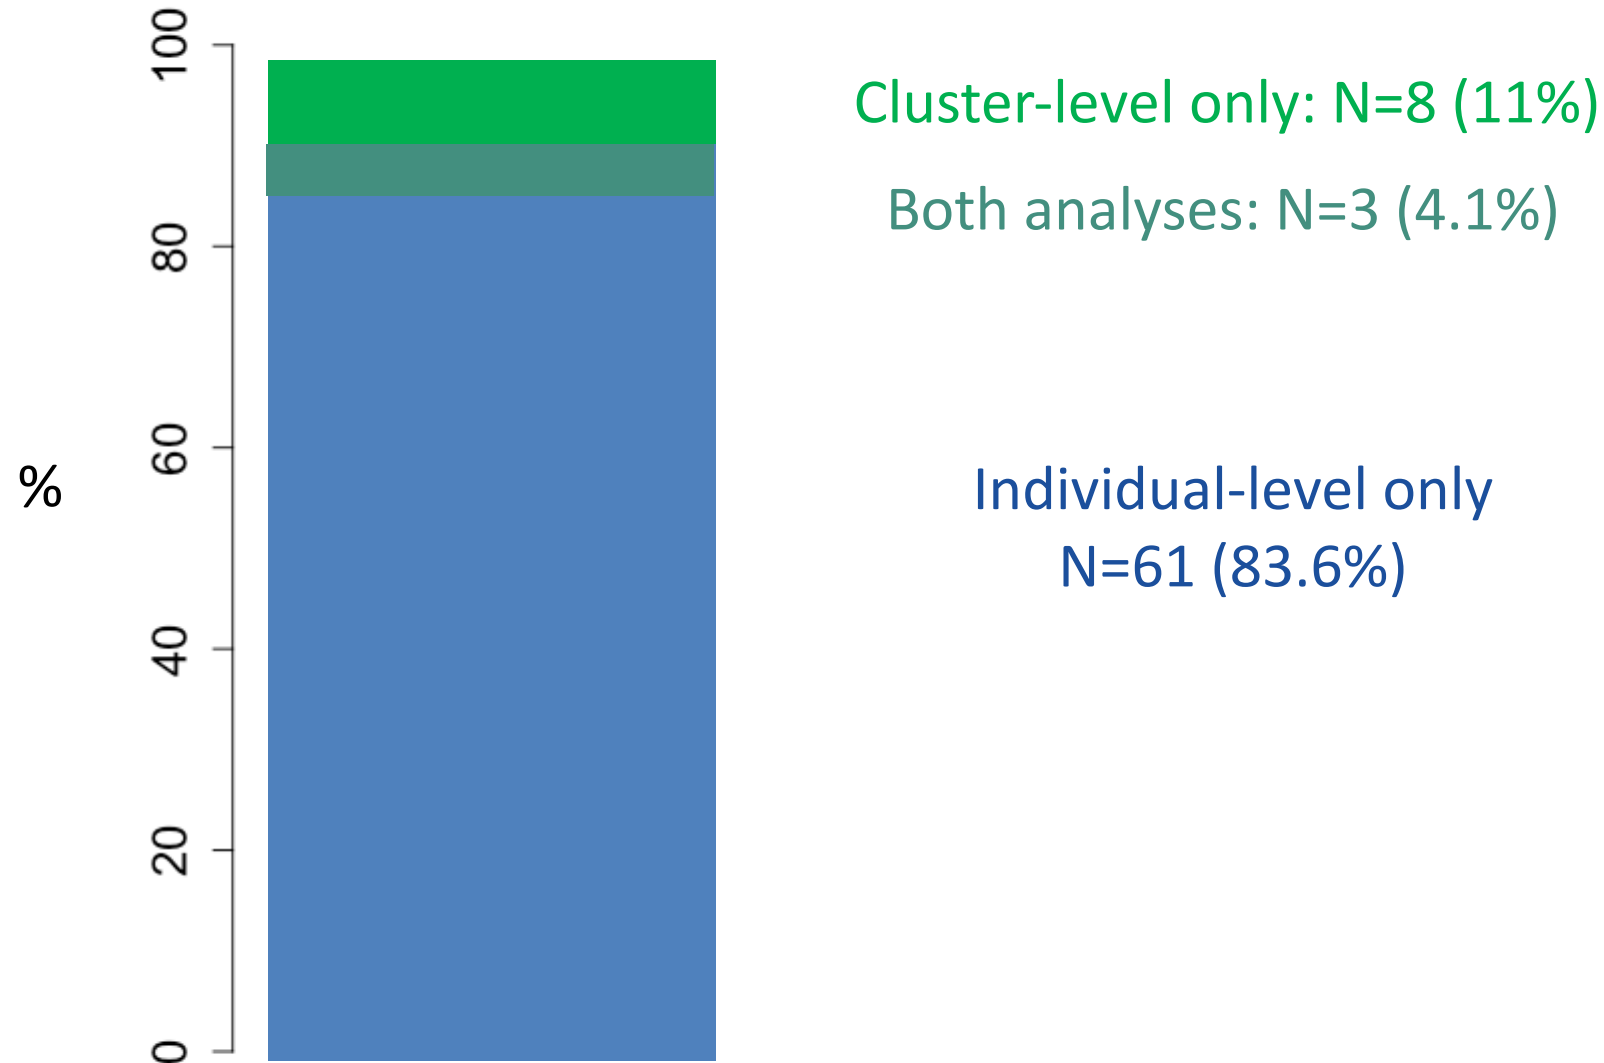 100
80
60
40
20
0
%
Cluster-level only: N=8 (11%)
Both analyses: N=3 (4.1%)
Individual-level only
N=61 (83.6%)